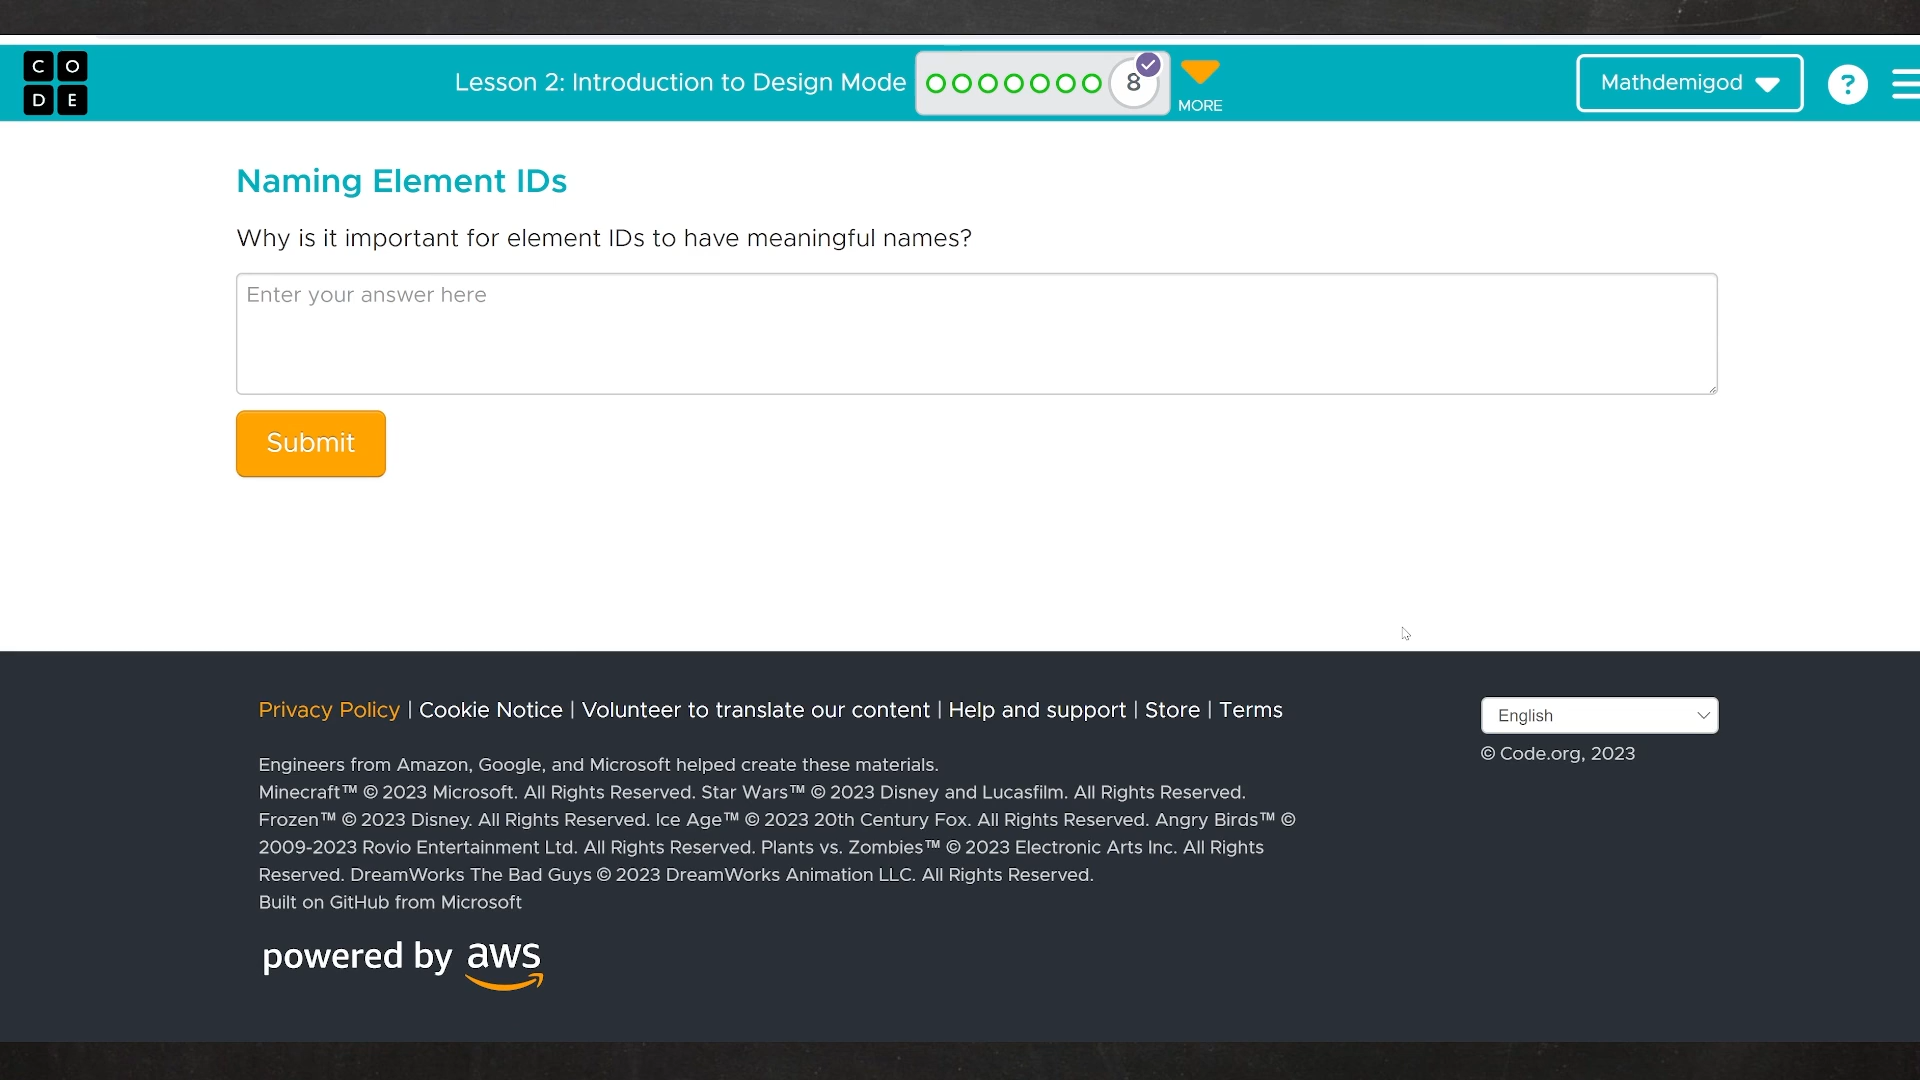 C O
D E
Lesson 2: Introduction to Design Mode
8
MORE
Mathdemigod
?
Naming Element IDs
Why is it important for element IDs to have meaningful names?
Enter your answer here
Submit
Privacy Policy | Cookie Notice | Volunteer to translate our content | Help and support | Store | Terms
English
© Code.org, 2023
Engineers from Amazon, Google, and Microsoft helped create these materials.
Minecraft™ © 2023 Microsoft. All Rights Reserved. Star Wars™ © 2023 Disney and Lucasfilm. All Rights Reserved.
Frozen™ © 2023 Disney. All Rights Reserved. Ice Age™ © 2023 20th Century Fox. All Rights Reserved. Angry Birds™ ©
2009-2023 Rovio Entertainment Ltd. All Rights Reserved. Plants vs. Zombies™ © 2023 Electronic Arts Inc. All Rights
Reserved. DreamWorks The Bad Guys © 2023 DreamWorks Animation LLC. All Rights Reserved.
Built on GitHub from Microsoft
powered by aws